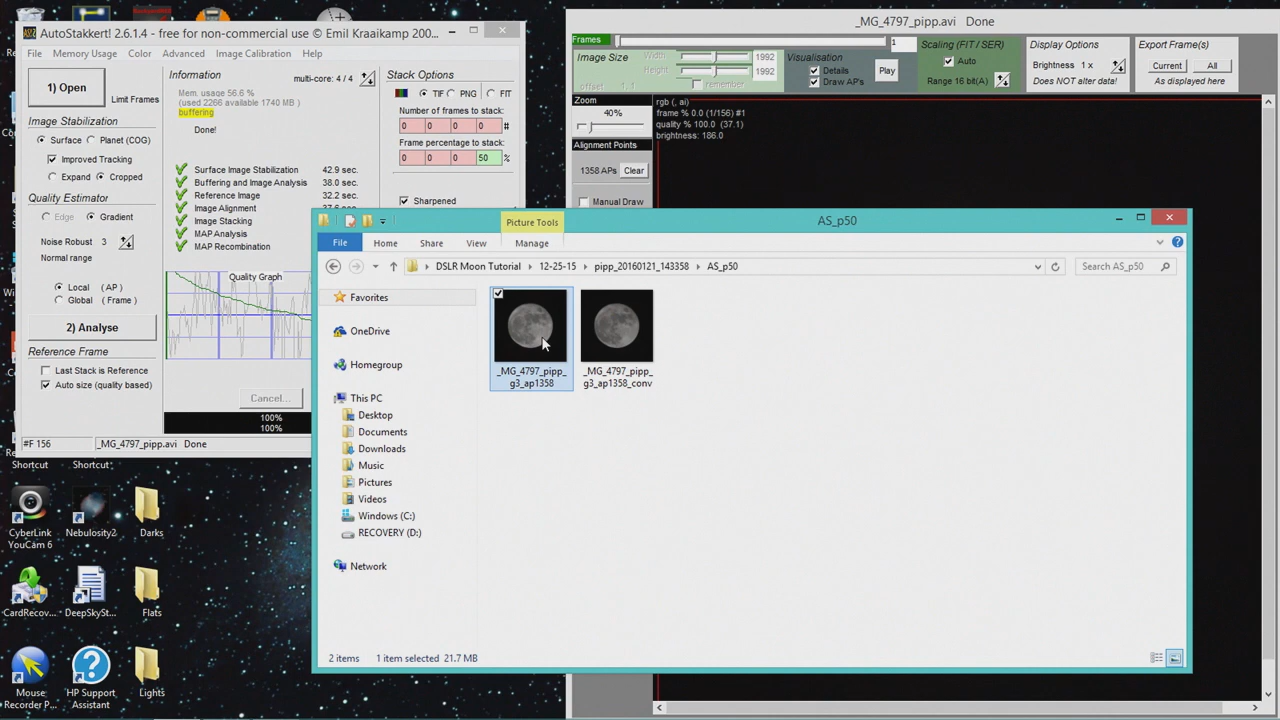 AutoStakkert! 2.6.1.4 - free for non-commercial use © Emil Kraaikamp 200...
File Memory Usage Color Advanced Image Calibration Help
1) Open
Limit Frames
Information
multi-core: 4 / 4
Mem. usage 56.6 %
(used 2266 available 1740 MB )
buffering
Done!
Image Stabilization
Surface Planet (COG)
Improved Tracking
Expand Cropped
Quality Estimator
Edge Gradient
Noise Robust 3
Normal range
Local ( AP )
Global ( Frame )
2) Analyse
Reference Frame
Last Stack is Reference
Auto size (quality based)
Surface Image Stabilization 42.9 sec.
Buffering and Image Analysis 38.0 sec.
Reference Image 32.2 sec.
Image Alignment
Image Stacking
MAP Analysis
MAP Recombination
Quality Graph
Cancel...
100%
100%
#F 156 _MG_4797_pipp.avi Done
Stack Options
TIF PNG FIT
Number of frames to stack:
0 0 0 0 #
Frame percentage to stack:
0 0 0 50 %
Sharpened
_MG_4797_pipp.avi Done
Frames
1
Image Size
Width 1992
Height 1992
offset -1, 1 remember
Visualisation
Details
Draw AP's
Play
Scaling (FIT / SER)
Auto
Range 16 bit(A)
Display Options
Brightness 1 x
Does NOT alter data!
Export Frame(s)
Current All
As displayed here
Zoom
40%
Alignment Points
1358 APs Clear
Manual Draw
rgb (, ai)
frame % 0.0 (1/156) #1
quality % 100.0 (37.1)
brightness: 186.0
Picture Tools
AS_p50
File Home Share View Manage
DSLR Moon Tutorial 12-25-15 pipp_20160121_143358 AS_p50
Search AS_p50
Favorites
OneDrive
Homegroup
This PC
Desktop
Documents
Downloads
Music
Pictures
Videos
Windows (C:)
RECOVERY (D:)
Network
_MG_4797_pipp_
g3_ap1358
_MG_4797_pipp_
g3_ap1358_conv
2 items 1 item selected 21.7 MB
Shortcut
Shortcut
CyberLink
YouCam 6
Nebulosity2
Darks
CardRecov...
DeepSkySt...
Flats
Mouse
Recorder P...
HP Support
Assistant
Lights